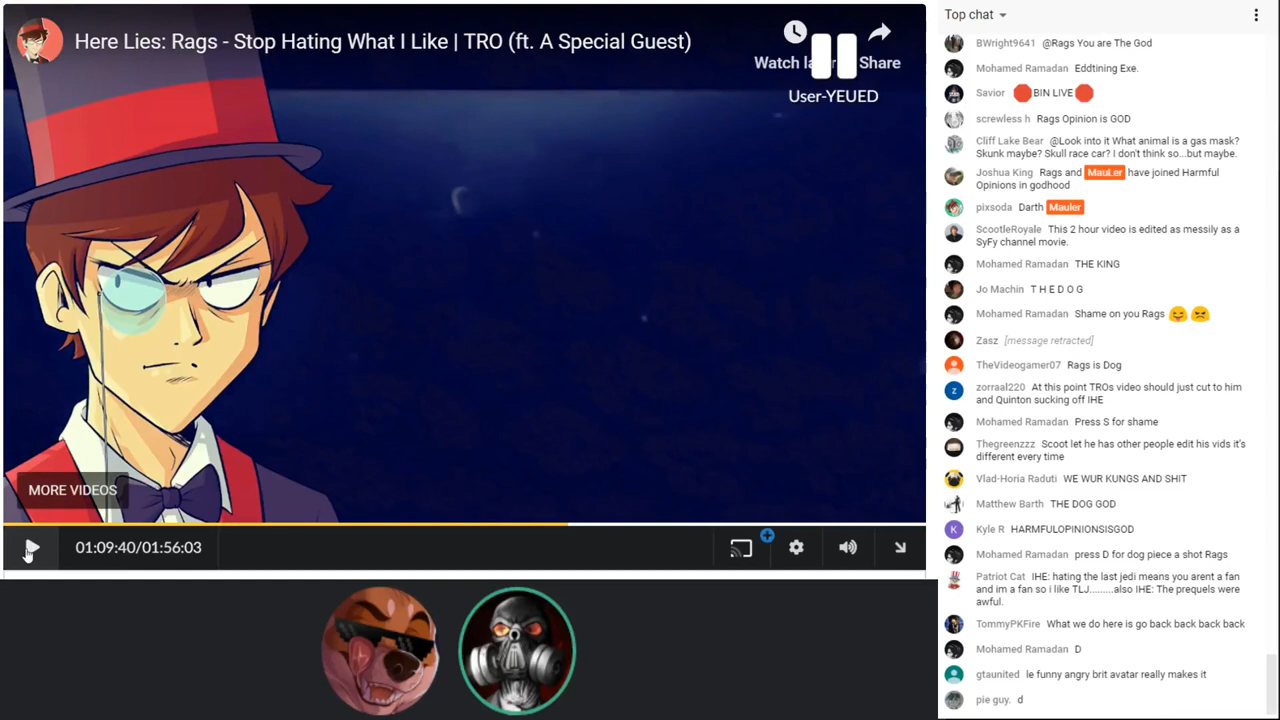 Here Lies: Rags - Stop Hating What I Like | TRO (ft. A Special Guest)
Share
User-YEUED
MORE VIDEOS
01:09:40/01:56:03
Top chat
BWright9641 @Rags You are The God
Mohamed Ramadan Eddtining Exe.
Savior BIN LIVE
screwless h Rags Opinion is GOD
Cliff Lake Bear @Look into it What animal is a gas mask?
Skunk maybe? Skull race car? I don't think so...but maybe.
Joshua King Rags and MauLer have joined Harmful
Opinions in godhood
pixsoda Darth Mauler
ScootleRoyale This 2 hour video is edited as messily as a
SyFy channel movie.
Mohamed Ramadan THE KING
Jo Machin T H E D O G
Mohamed Ramadan Shame on you Rags 
Zasz [message retracted]
TheVideogamer07 Rags is Dog
zorraal220 At this point TROs video should just cut to him
and Quinton sucking off IHE
Mohamed Ramadan Press S for shame
Thegreenzzz Scoot let he has other people edit his vids it's
different every time
Vlad-Horia Raduti WE WUR KUNGS AND SHIT
Matthew Barth THE DOG GOD
K
Kyle R HARMFULOPINIONSISGOD
Mohamed Ramadan press D for dog piece a shot Rags
Patriot Cat IHE: hating the last jedi means you arent a fan
and im a fan so i like TLJ.........also IHE: The prequels were
awful.
TommyPKFire What we do here is go back back back back
Mohamed Ramadan D
gtaunited le funny angry brit avatar really makes it
pie guy. d